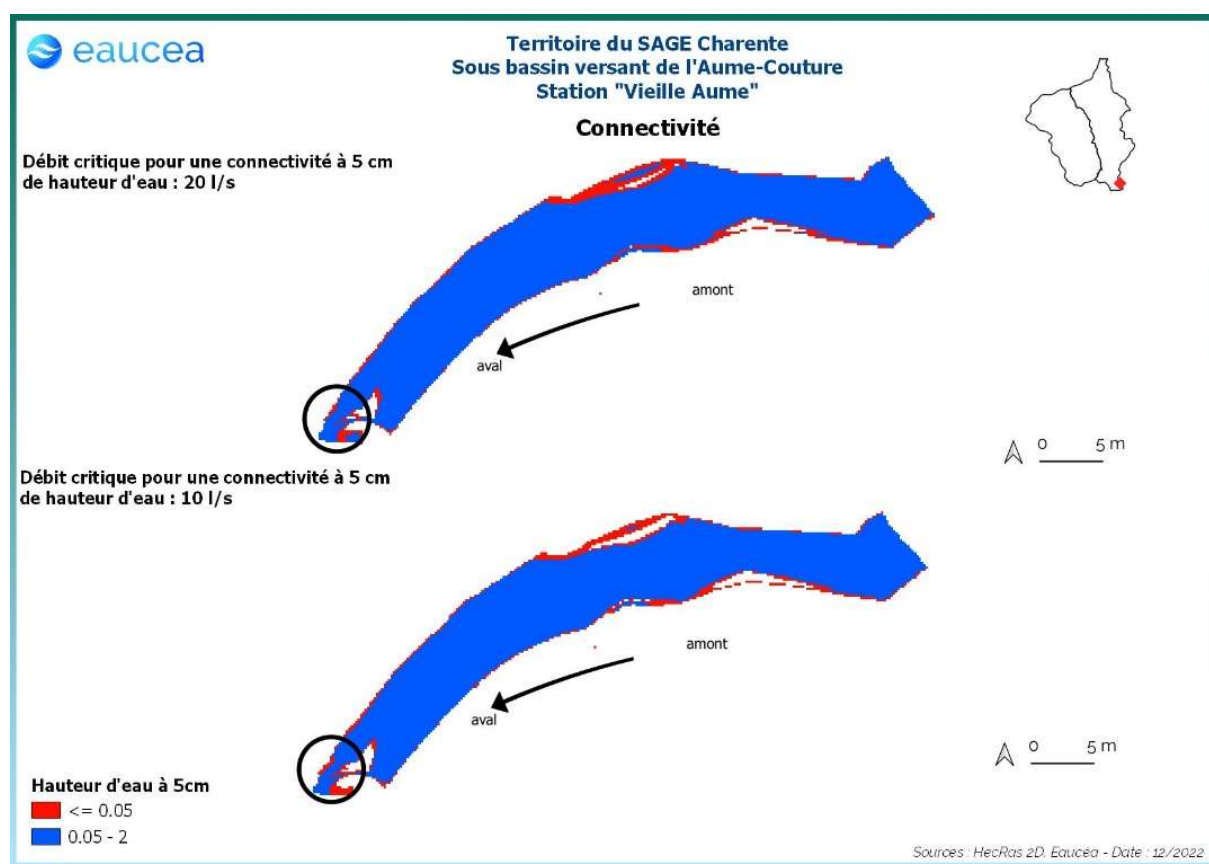 eaucea
Territoire du SAGE Charente
Sous bassin versant de l'Aume-Couture
Station "Vieille Aume"
Connectivité
Débit critique pour une connectivité à 5 cm
de hauteur d'eau : 20 l/s
amont
aval
0 5 m
Débit critique pour une connectivité à 5 cm
de hauteur d'eau : 10 l/s
amont
aval
0 5 m
Hauteur d'eau à 5cm
<= 0.05
0.05 - 2
Sources : HecRas 2D, Eaucéa - Date : 12/2022